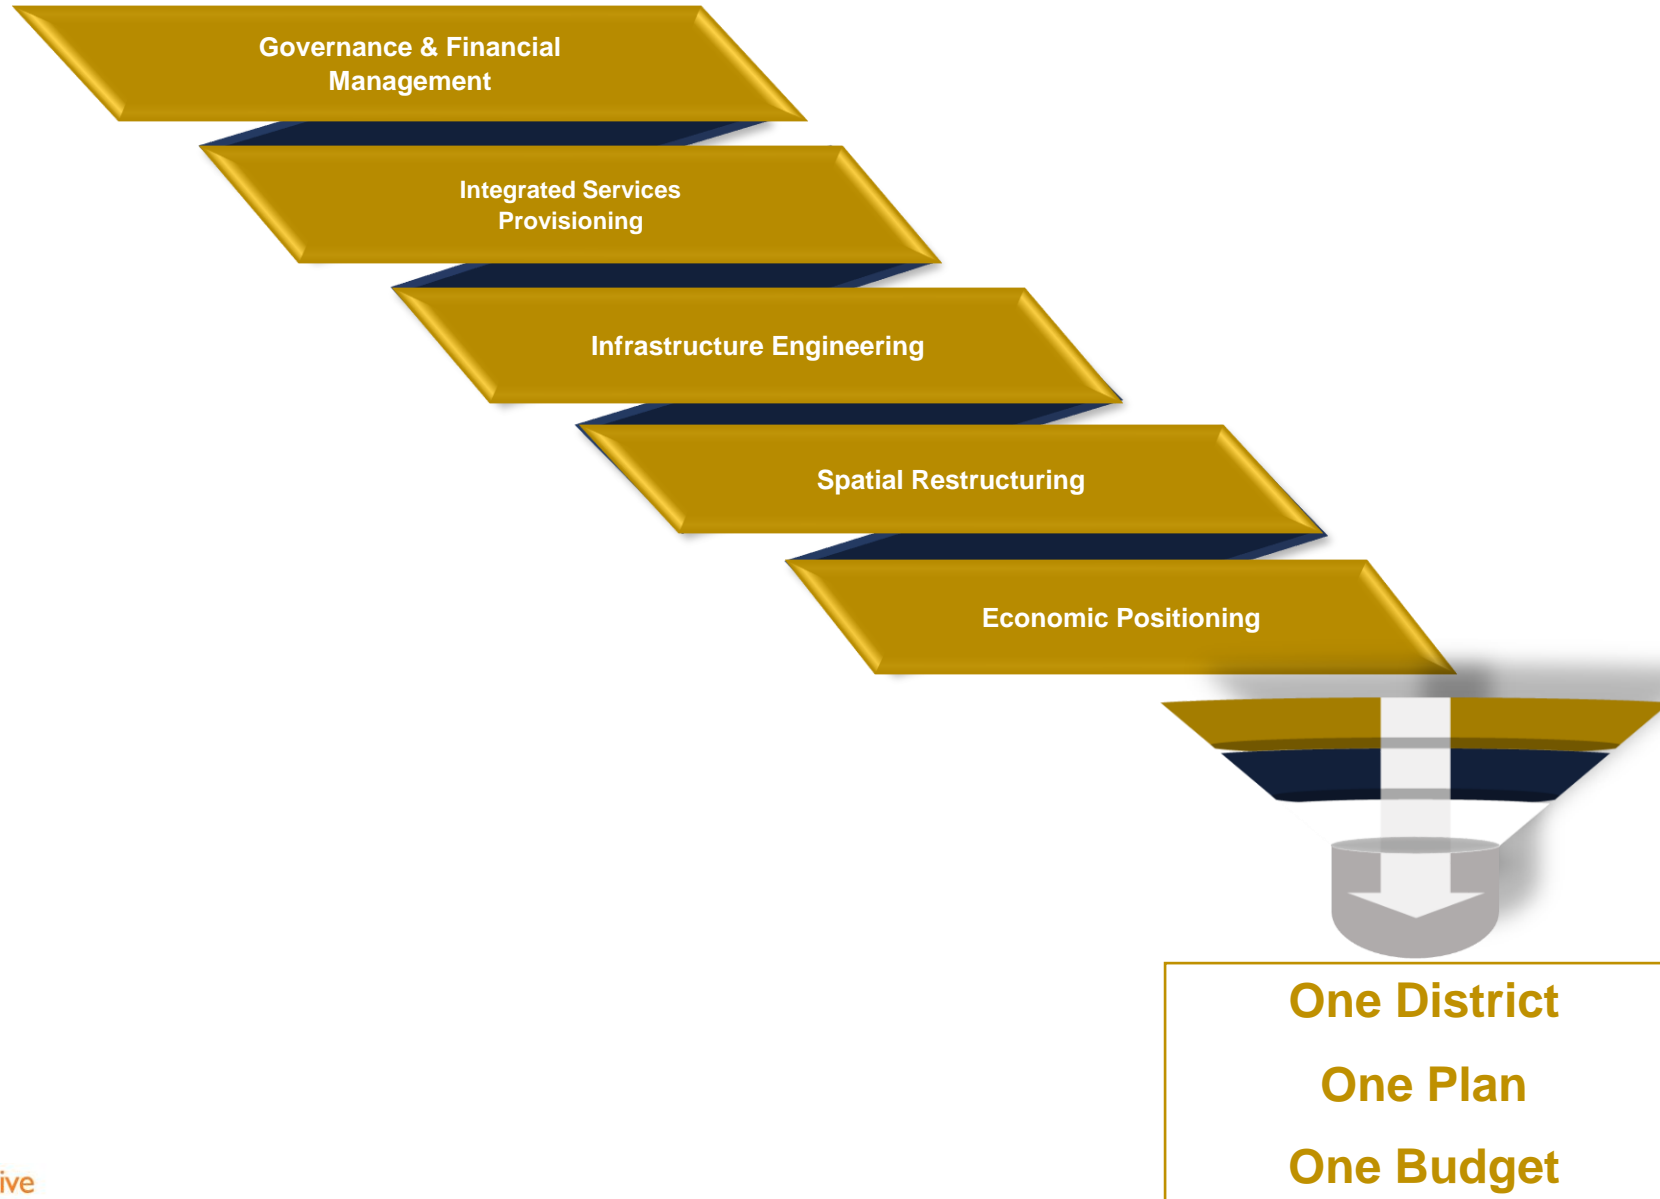 Governance & Financial
Management
Integrated Services
Provisioning
Infrastructure Engineering
Spatial Restructuring
Economic Positioning
One District
One Plan
One Budget
ive